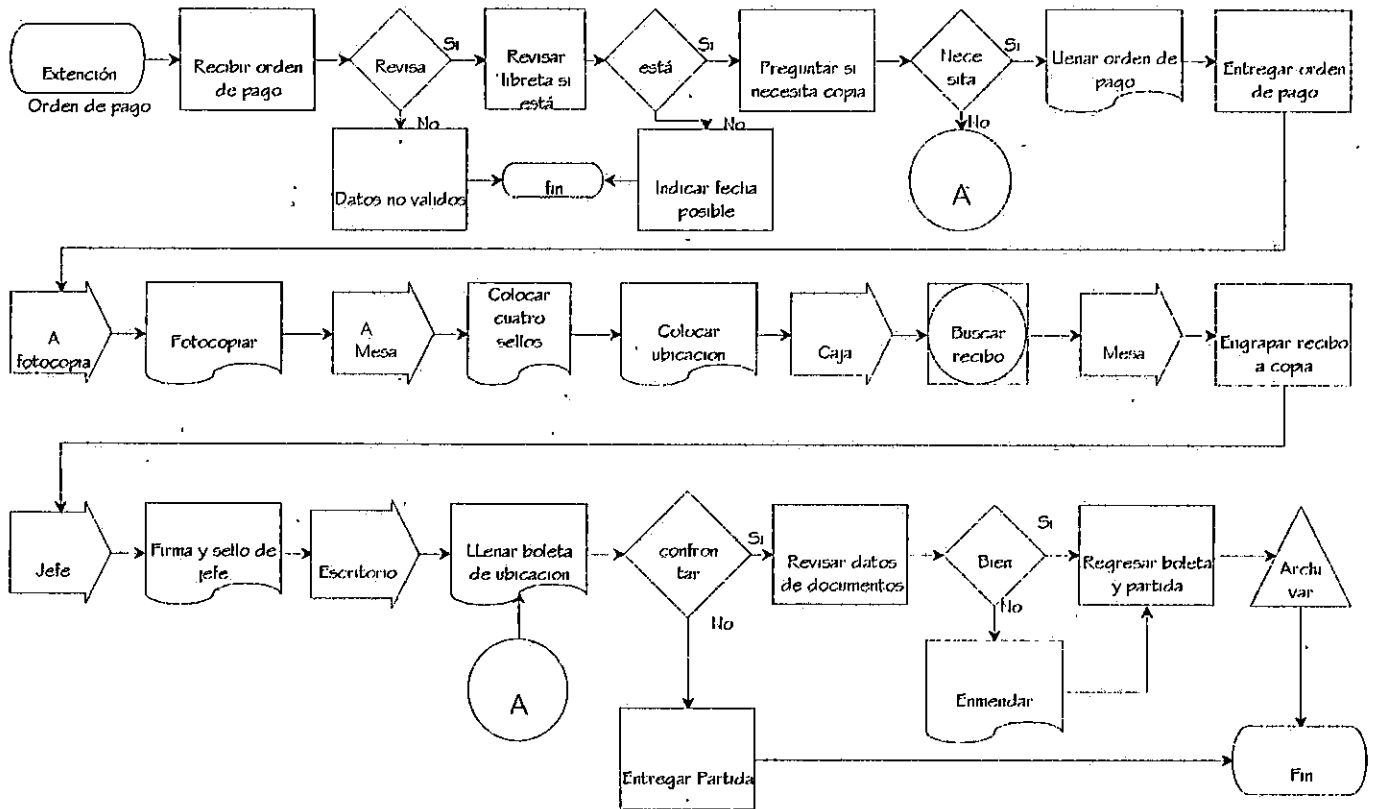 Extención
Orden de pago
Recibir orden
de pago
Revisa
Si
No
Revisar
libreta si
está
está
Si
No
Preguntar si
necesita copia
Nece
sita
Si
No
Llenar orden de
pago
Entregar orden
de pago
Datos no validos
fin
Indicar fecha
posible
A
A
fotocopia
Fotocopiar
A
Mesa
Colocar
cuatro
sellos
Colocar
ubicacion
Caja
Buscar
recibo
Mesa
Engrapar recibo
a copia
Jefe
Firma y sello de
jefe
Escritorio
LLenar boleta
de ubicacion
confron
tar
Si
No
Revisar datos
de documentos
Bien
Si
No
Regresar boleta
y partida
Archi
var
A
Enmendar
Entregar Partida
Fin